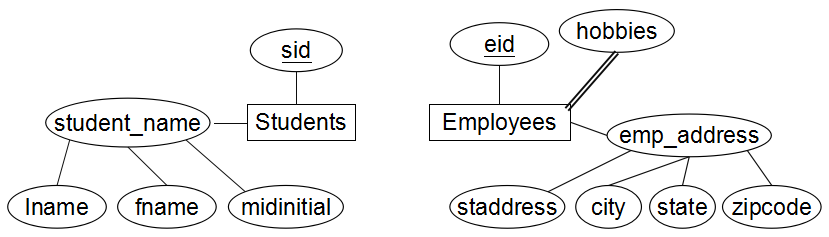 hobbies
sid
eid
student_name
Students
Employees
emp_address
lname
fname
midinitial
staddress
city
state
zipcode